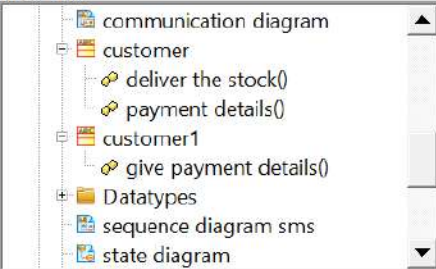 communication diagram
customer
deliver the stock()
payment details()
customer1
give payment details()
Datatypes
sequence diagram sms
state diagram